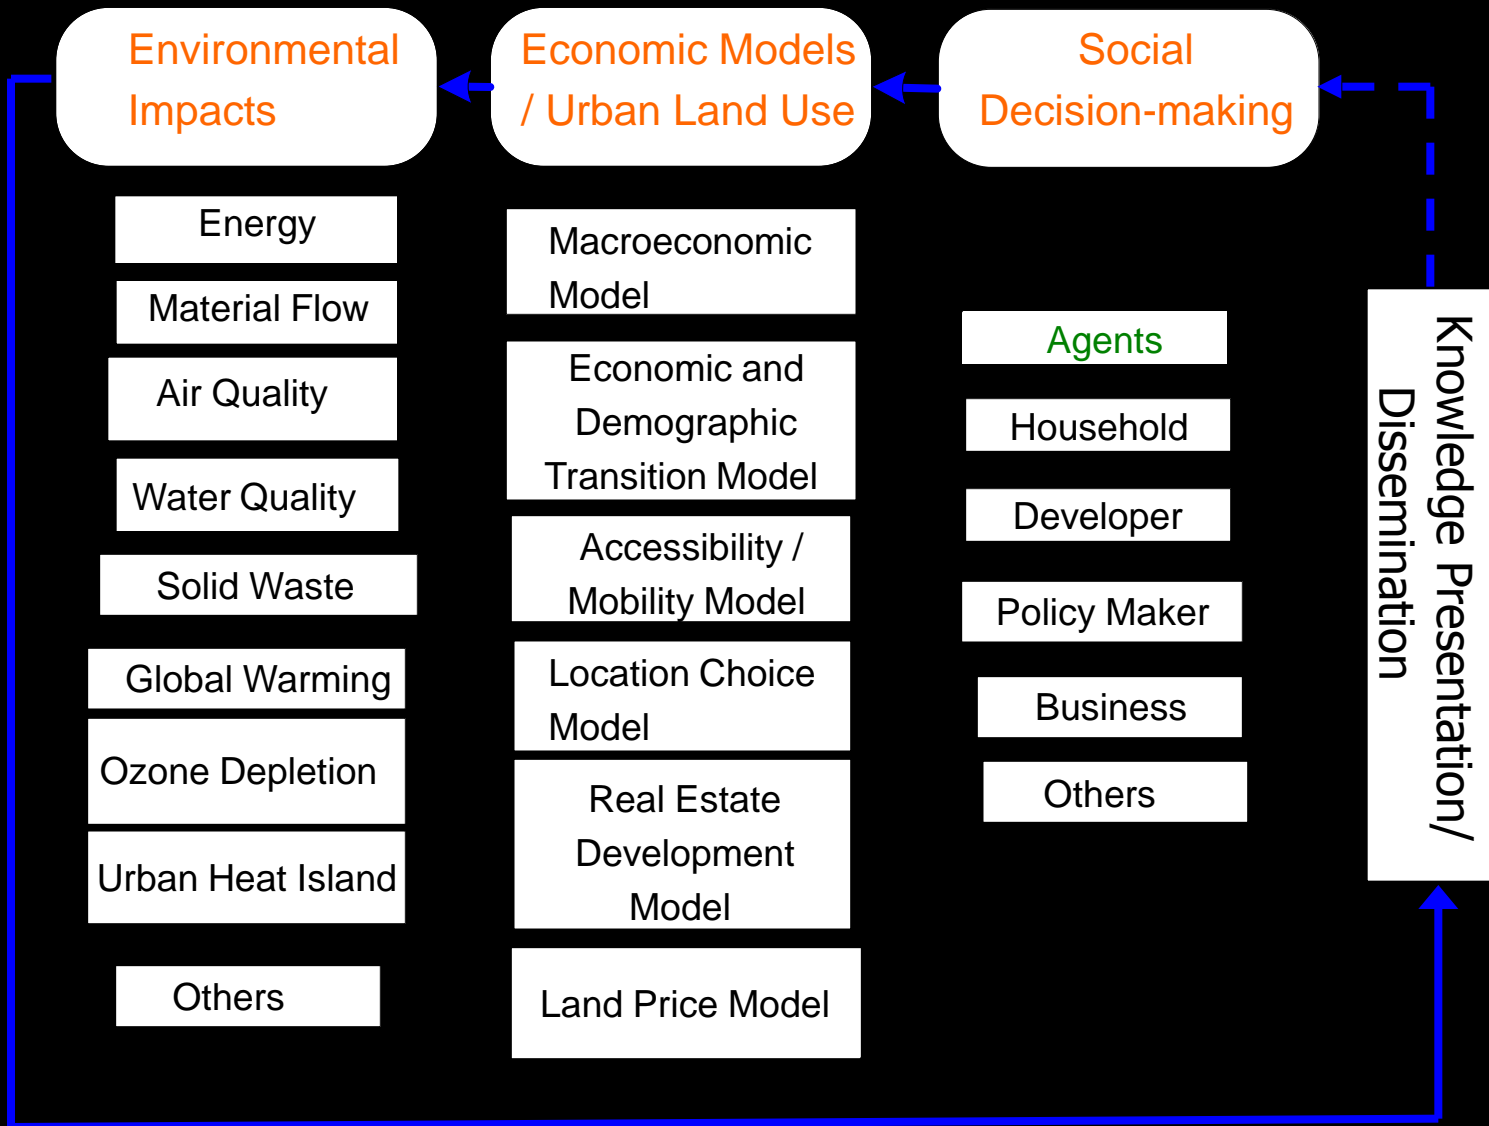 Environmental
Impacts
Economic Models
/ Urban Land Use
Social
Decision-making
Energy
Material Flow
Air Quality
Water Quality
Solid Waste
Global Warming
Ozone Depletion
Urban Heat Island
Others
Macroeconomic
Model
Economic and
Demographic
Transition Model
Accessibility /
Mobility Model
Location Choice
Model
Real Estate
Development
Model
Land Price Model
Agents
Household
Developer
Policy Maker
Business
Others
Knowledge Presentation/
Dissemination